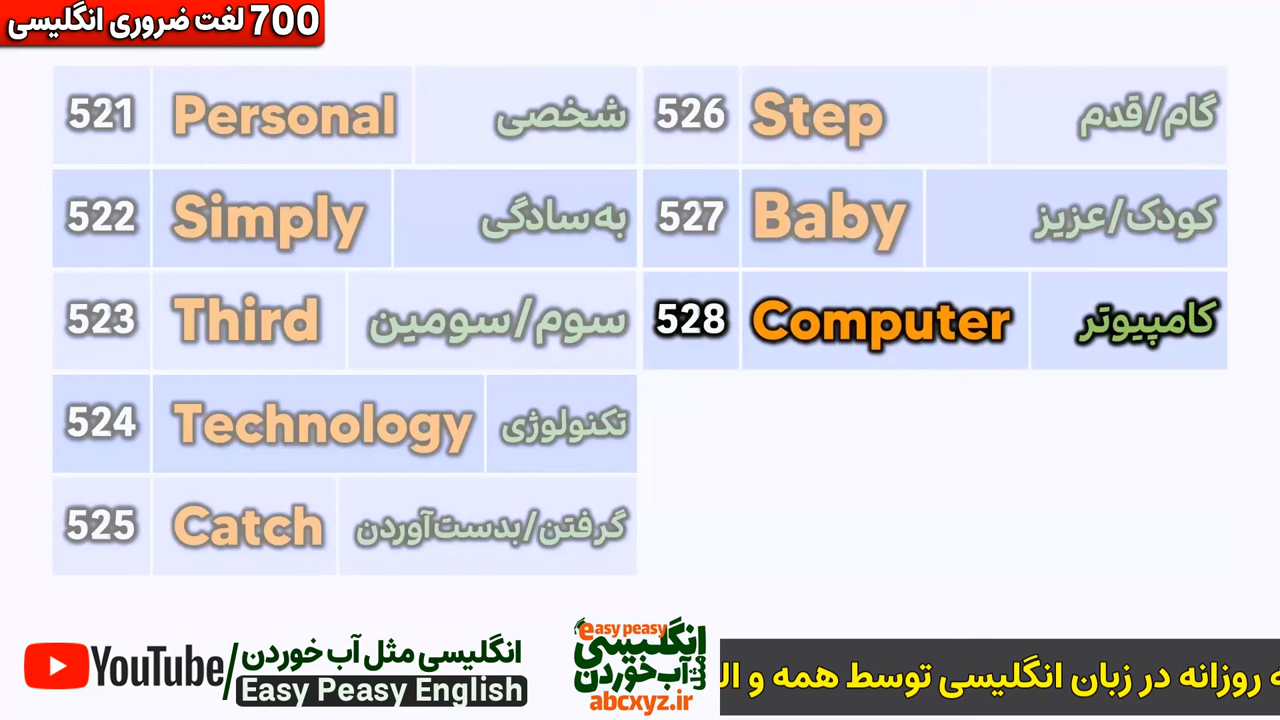 700 لغت ضروری انگلیسی
521 Personal شخصی
522 Simply به سادگی
523 Third سوم/سومین
524 Technology تکنولوژی
525 Catch گرفتن/بدست آوردن
526 Step گام/قدم
527 Baby کودک/عزیز
528 Computer کامپیوتر
YouTube/انگلیسی مثل آب خوردن
Easy Peasy English
easy peasy
انگلیسی
مثل آب خوردن
abcxyz.ir
روزانه در زبان انگلیسی توسط همه و